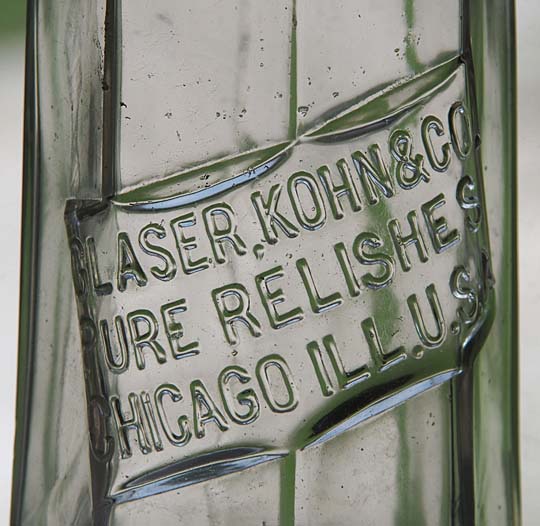 GLASER, KOHN & CO.
PURE RELISHES
CHICAGO ILL. U.S.A